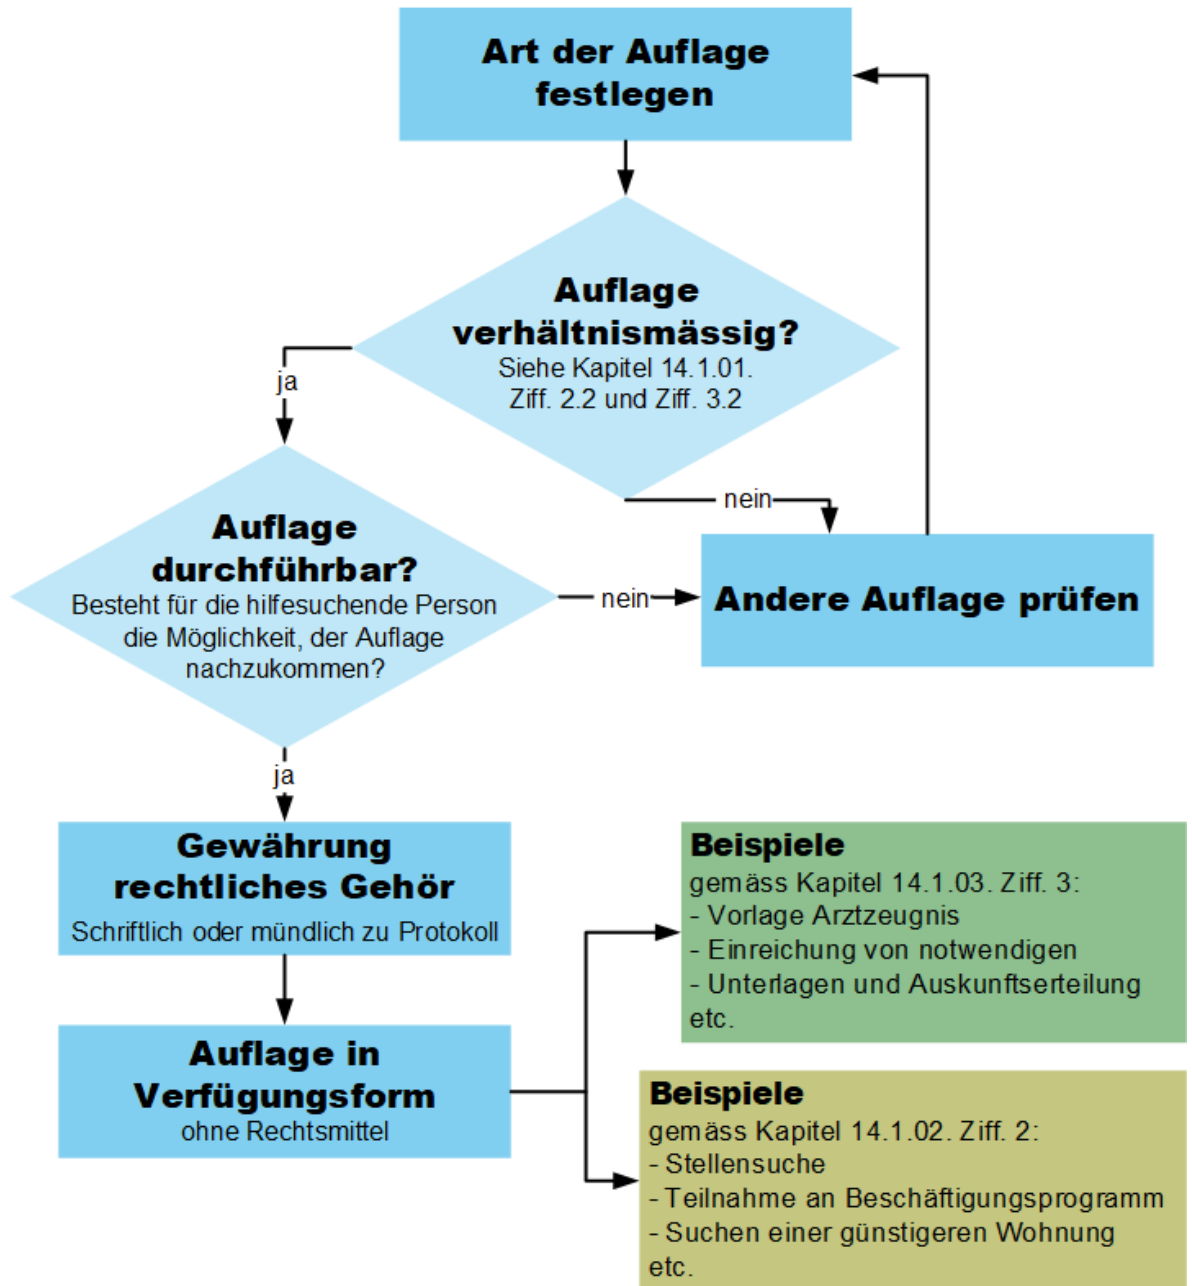 Art der Auflage
festlegen
Auflage
verhältnismässig?
Siehe Kapitel 14.1.01.
Ziff. 2.2 und Ziff. 3.2
ja
nein
Auflage
durchführbar?
Besteht für die hilfesuchende Person
die Möglichkeit, der Auflage
nachzukommen?
nein
Andere Auflage prüfen
ja
Gewährung
rechtliches Gehör
Schriftlich oder mündlich zu Protokoll
Auflage in
Verfügungsform
ohne Rechtsmittel
Beispiele
gemäss Kapitel 14.1.03. Ziff. 3:
- Vorlage Arztzeugnis
- Einreichung von notwendigen
- Unterlagen und Auskunftserteilung
etc.
Beispiele
gemäss Kapitel 14.1.02. Ziff. 2:
- Stellensuche
- Teilnahme an Beschäftigungsprogramm
- Suchen einer günstigeren Wohnung
etc.